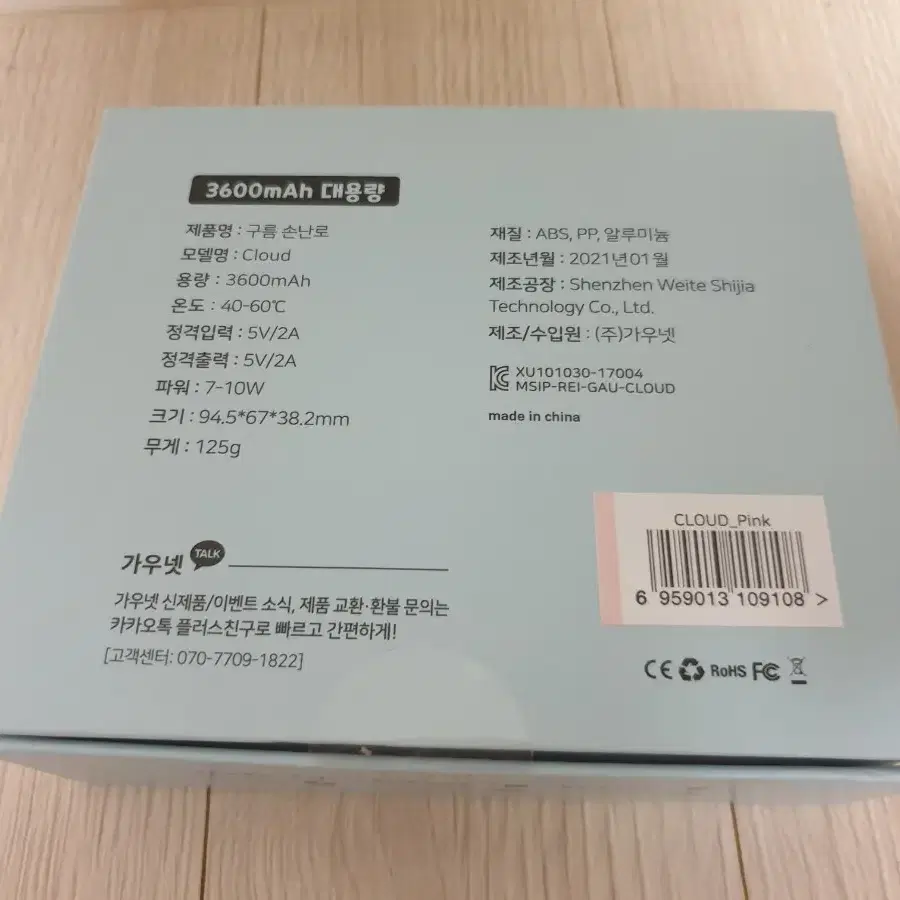 3600mAh 대용량
제품명 : 구름 손난로
모델명 : Cloud
용량 : 3600mAh
온도 : 40-60℃
정격입력 : 5V/2A
정격출력 : 5V/2A
파워 : 7-10W
크기 : 94.5*67*38.2mm
무게 : 125g
재질 : ABS, PP, 알루미늄
제조년월 : 2021년01월
제조공장 : Shenzhen Weite Shijia
Technology Co., Ltd.
제조/수입원 : (주)가우넷
XU101030-17004
MSIP-REI-GAU-CLOUD
made in china
CLOUD_Pink
6 959013 109108 >
가우넷 TALK
가우넷 신제품/이벤트 소식, 제품 교환·환불 문의는
카카오톡 플러스친구로 빠르고 간편하게!
[고객센터: 070-7709-1822]
CE RoHS FC